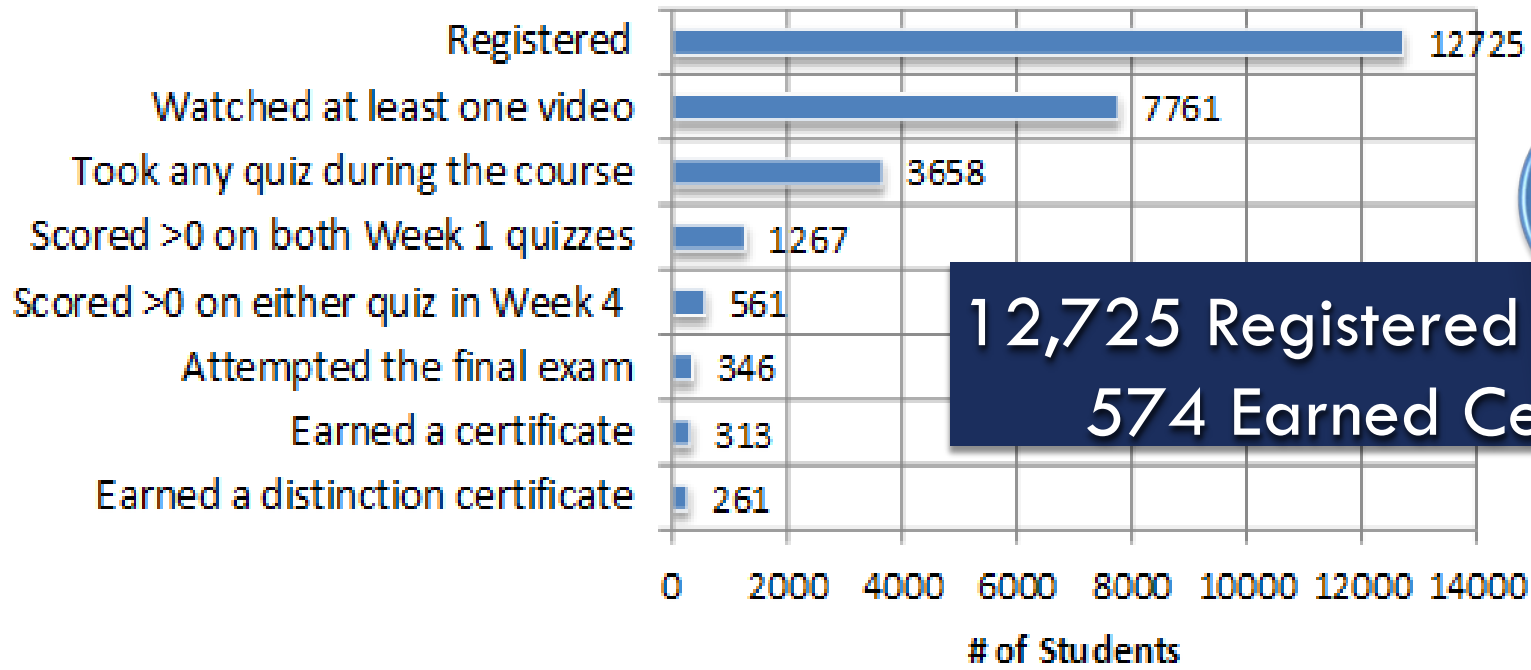 Registered 12725
Watched at least one video 7761
Took any quiz during the course 3658
Scored >0 on both Week 1 quizzes 1267
Scored >0 on either quiz in Week 4 561
Attempted the final exam 346
Earned a certificate 313
Earned a distinction certificate 261
12,725 Registered
574 Earned Ce
0 2000 4000 6000 8000 10000 12000 14000
# of Students